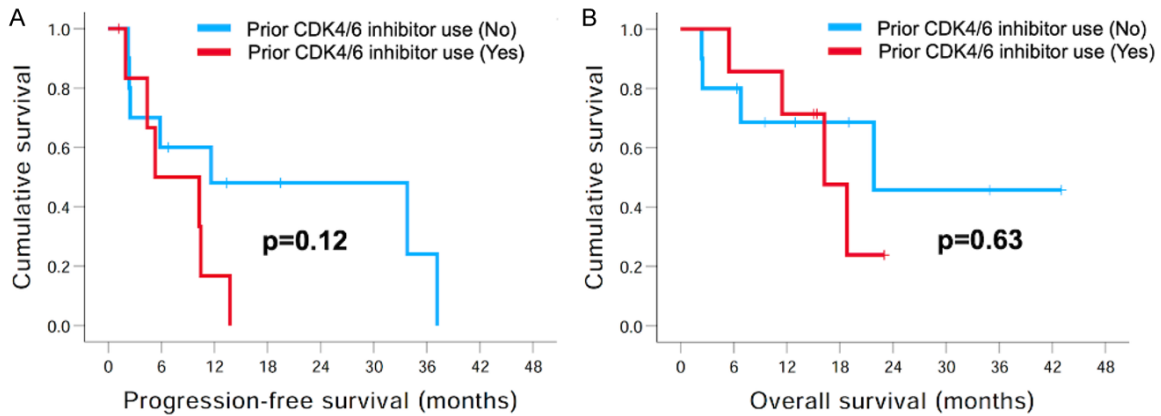 A
Prior CDK4/6 inhibitor use (No)
Prior CDK4/6 inhibitor use (Yes)
Cumulative survival
1.0
0.8
0.6
0.4
0.2
0.0
p=0.12
0 6 12 18 24 30 36 42 48
Progression-free survival (months)
B
Prior CDK4/6 inhibitor use (No)
Prior CDK4/6 inhibitor use (Yes)
Cumulative survival
1.0
0.8
0.6
0.4
0.2
0.0
p=0.63
0 6 12 18 24 30 36 42 48
Overall survival (months)